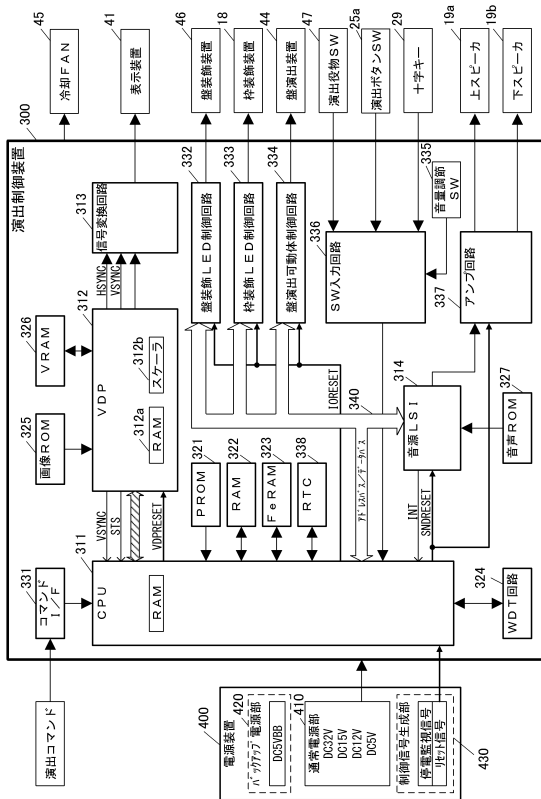 演出制御装置
300
冷却FAN
45
表示装置
41
盤装飾装置
46
枠装飾装置
18
盤演出装置
44
演出役物SW
47
演出ボタンSW
25a
十字キー
29
上スピーカ
19a
下スピーカ
19b
画像ROM
325
VRAM
326
VDP
312
RAM
312a
スケーラ
312b
HSYNC
VSYNC
信号変換回路
313
盤装飾LED制御回路
332
枠装飾LED制御回路
333
盤演出可動体制御回路
334
SW入力回路
336
音量調節
SW
335
アンプ回路
337
音源LSI
314
音声ROM
327
340
アドレスバス/データバス
IORESET
INT
SNDRESET
VSYNC
STS
VDPRESET
PROM
321
RAM
322
FeRAM
323
RTC
338
コマンド
I/F
331
CPU
311
RAM
WDT回路
324
演出コマンド
電源装置
400
バックアップ電源部
420
DC5VBB
通常電源部
410
DC32V
DC15V
DC12V
DC5V
制御信号生成部
停電監視信号
リセット信号
430